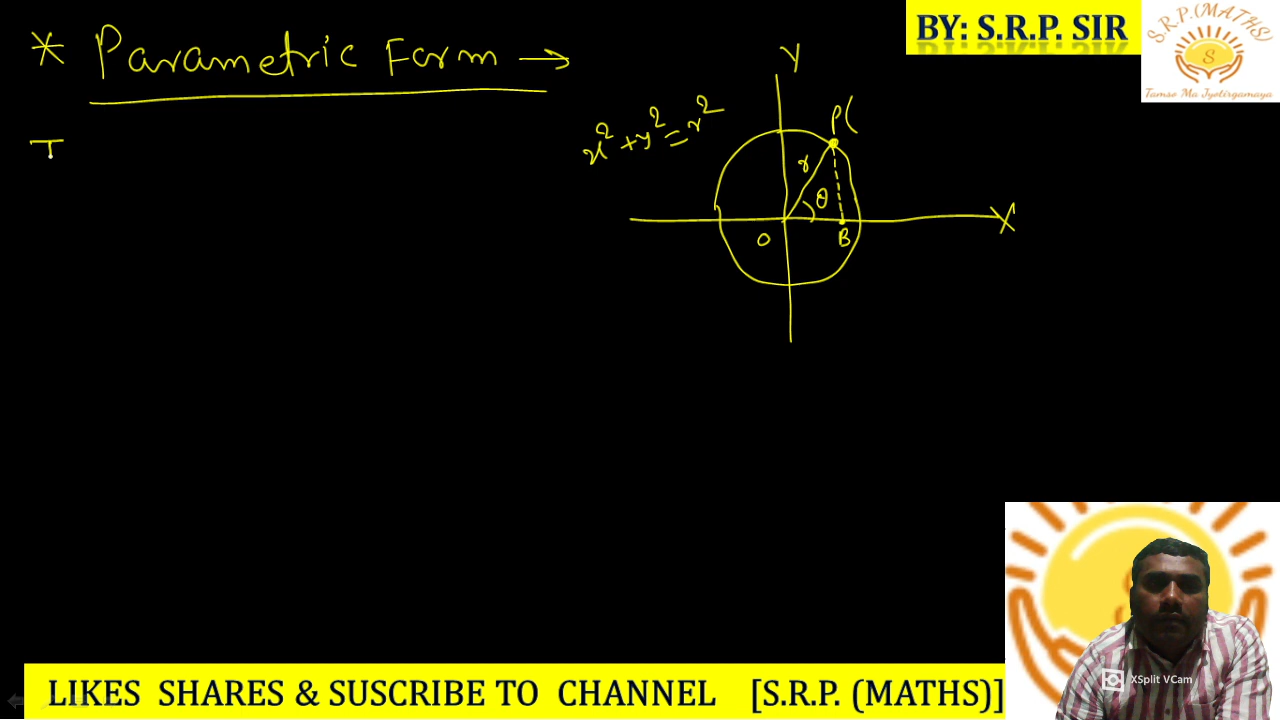 BY: S.R.P. SIR
S.R.P.(MATHS)
S
Tamso Ma Jyotirgamaya
* Parametric Form →
Y
x²+y²=r²
P(
r
θ
X
O
B
I
XSplit VCam
LIKES SHARES & SUSCRIBE TO CHANNEL [S.R.P. (MATHS)]